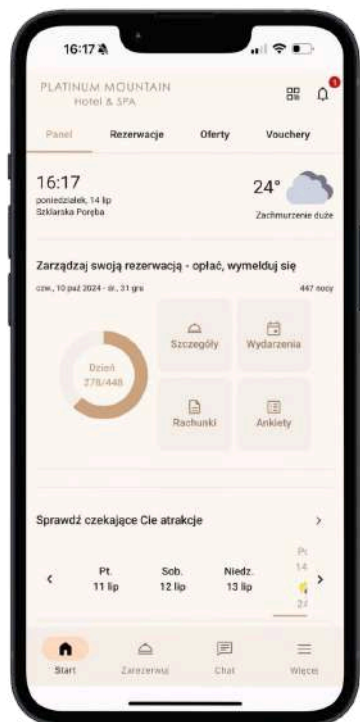 16:17
PLATINUM MOUNTAIN
Hotel & SPA
Panel Rezerwacje Oferty Vouchery
16:17
24°
poniedziałek, 14 lip
Szklarska Poręba
Zachmurzenie duże
Zarządzaj swoją rezerwacją - opłać, wymelduj się
czw., 10 paź 2024 - śr., 31 gru
447 nocy
Dzień
278/448
Szczegóły
Wydarzenia
Rachunki
Ankiety
Sprawdź czekające Cie atrakcje
Pt. Sob. Niedz.
11 lip 12 lip 13 lip
14
24
Start Zarezerwuj Chat Więcej